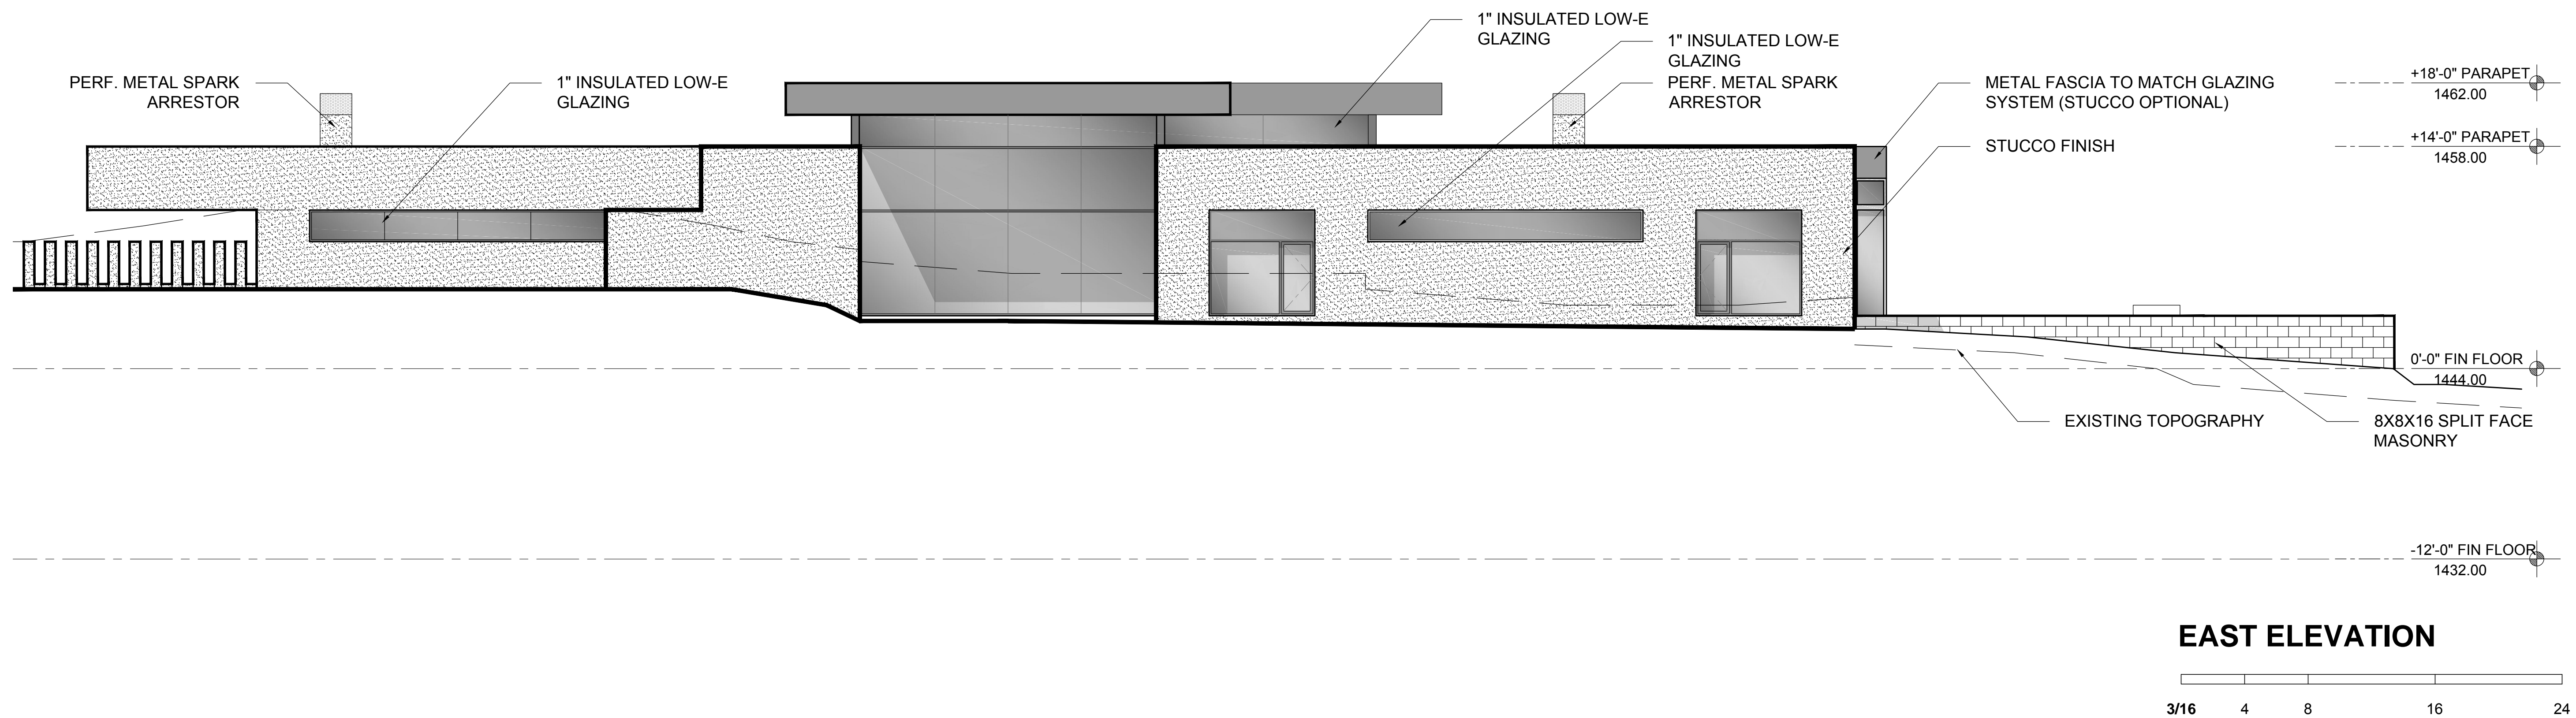 1" INSULATED LOW-E
GLAZING
1" INSULATED LOW-E
GLAZING
PERF. METAL SPARK
ARRESTOR
1" INSULATED LOW-E
GLAZING
PERF. METAL SPARK
ARRESTOR
METAL FASCIA TO MATCH GLAZING
SYSTEM (STUCCO OPTIONAL)
STUCCO FINISH
+18'-0" PARAPET
1462.00
+14'-0" PARAPET
1458.00
0'-0" FIN FLOOR
1444.00
EXISTING TOPOGRAPHY
8X8X16 SPLIT FACE
MASONRY
-12'-0" FIN FLOOR
1432.00
EAST ELEVATION
3/16 4 8 16 24